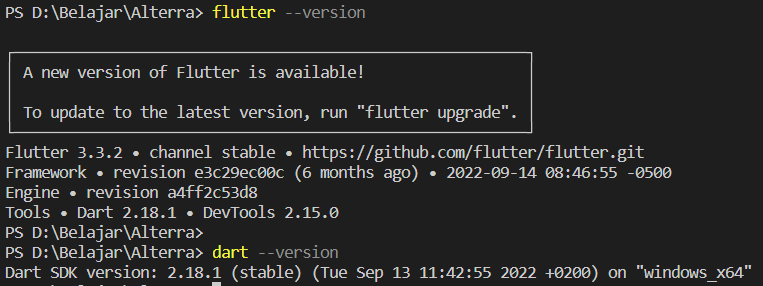 PS D:\Belajar\Alterra> flutter --version
A new version of Flutter is available!
To update to the latest version, run "flutter upgrade".
Flutter 3.3.2 • channel stable • https://github.com/flutter/flutter.git
Framework • revision e3c29ec00c (6 months ago) • 2022-09-14 08:46:55 -0500
Engine • revision a4ff2c53d8
Tools • Dart 2.18.1 • DevTools 2.15.0
PS D:\Belajar\Alterra>
PS D:\Belajar\Alterra> dart --version
Dart SDK version: 2.18.1 (stable) (Tue Sep 13 11:42:55 2022 +0200) on "windows_x64"